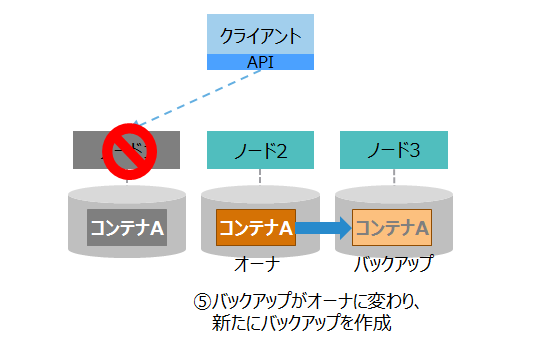 クライアント
API
ノード2
ノード3
コンテナA
コンテナA
コンテナA
オーナ
バックアップ
⑤バックアップがオーナに変わり、
新たにバックアップを作成